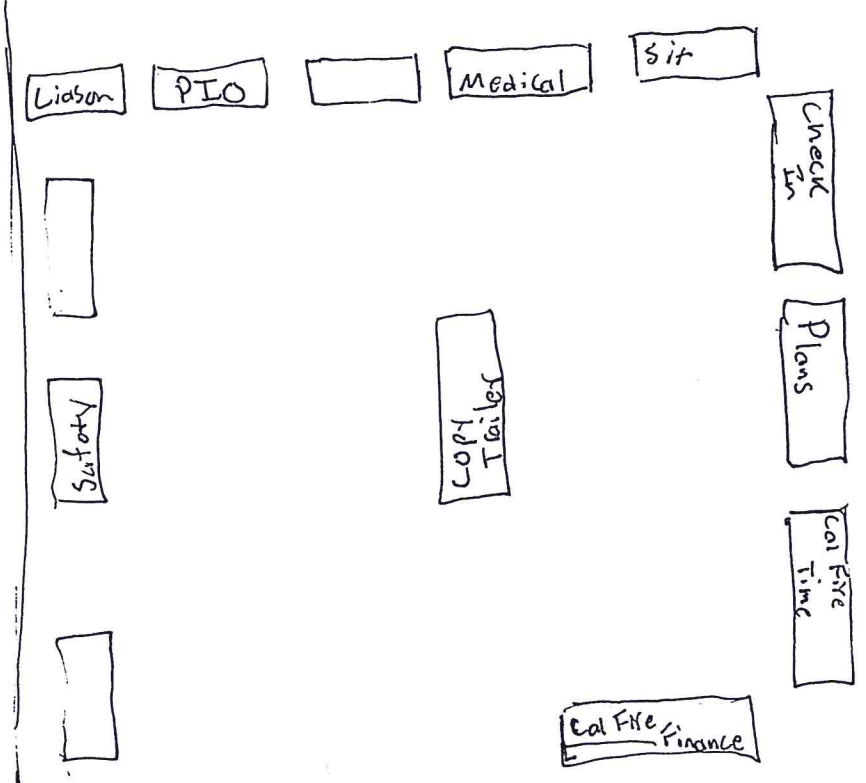 Liason
PIO
Medical
Sit
Check
In
Plans
Safety
Copy
Trailer
Cal Fire
Time
Cal Fire
Finance